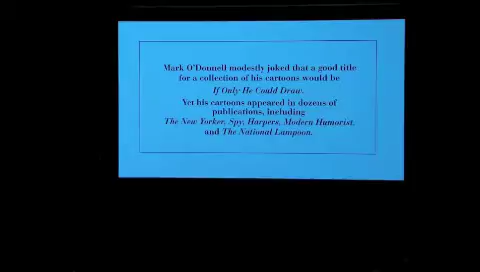 Mark O'Donnell modestly joked that a good title
for a collection of his cartoons would be
If Only He Could Draw.
Yet his cartoons appeared in dozens of
publications, including
The New Yorker, Spy, Harpers, Modern Humorist,
and The National Lampoon.